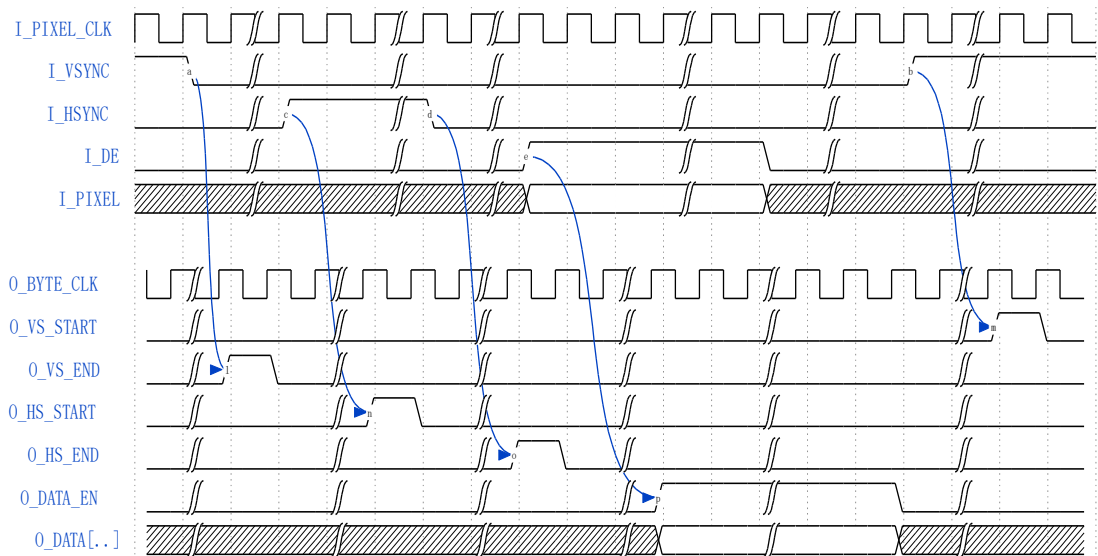 I_PIXEL_CLK
I_VSYNC
a
b
I_HSYNC
c
d
I_DE
e
I_PIXEL
O_BYTE_CLK
O_VS_START
m
O_VS_END
l
O_HS_START
n
O_HS_END
o
O_DATA_EN
p
O_DATA[..]